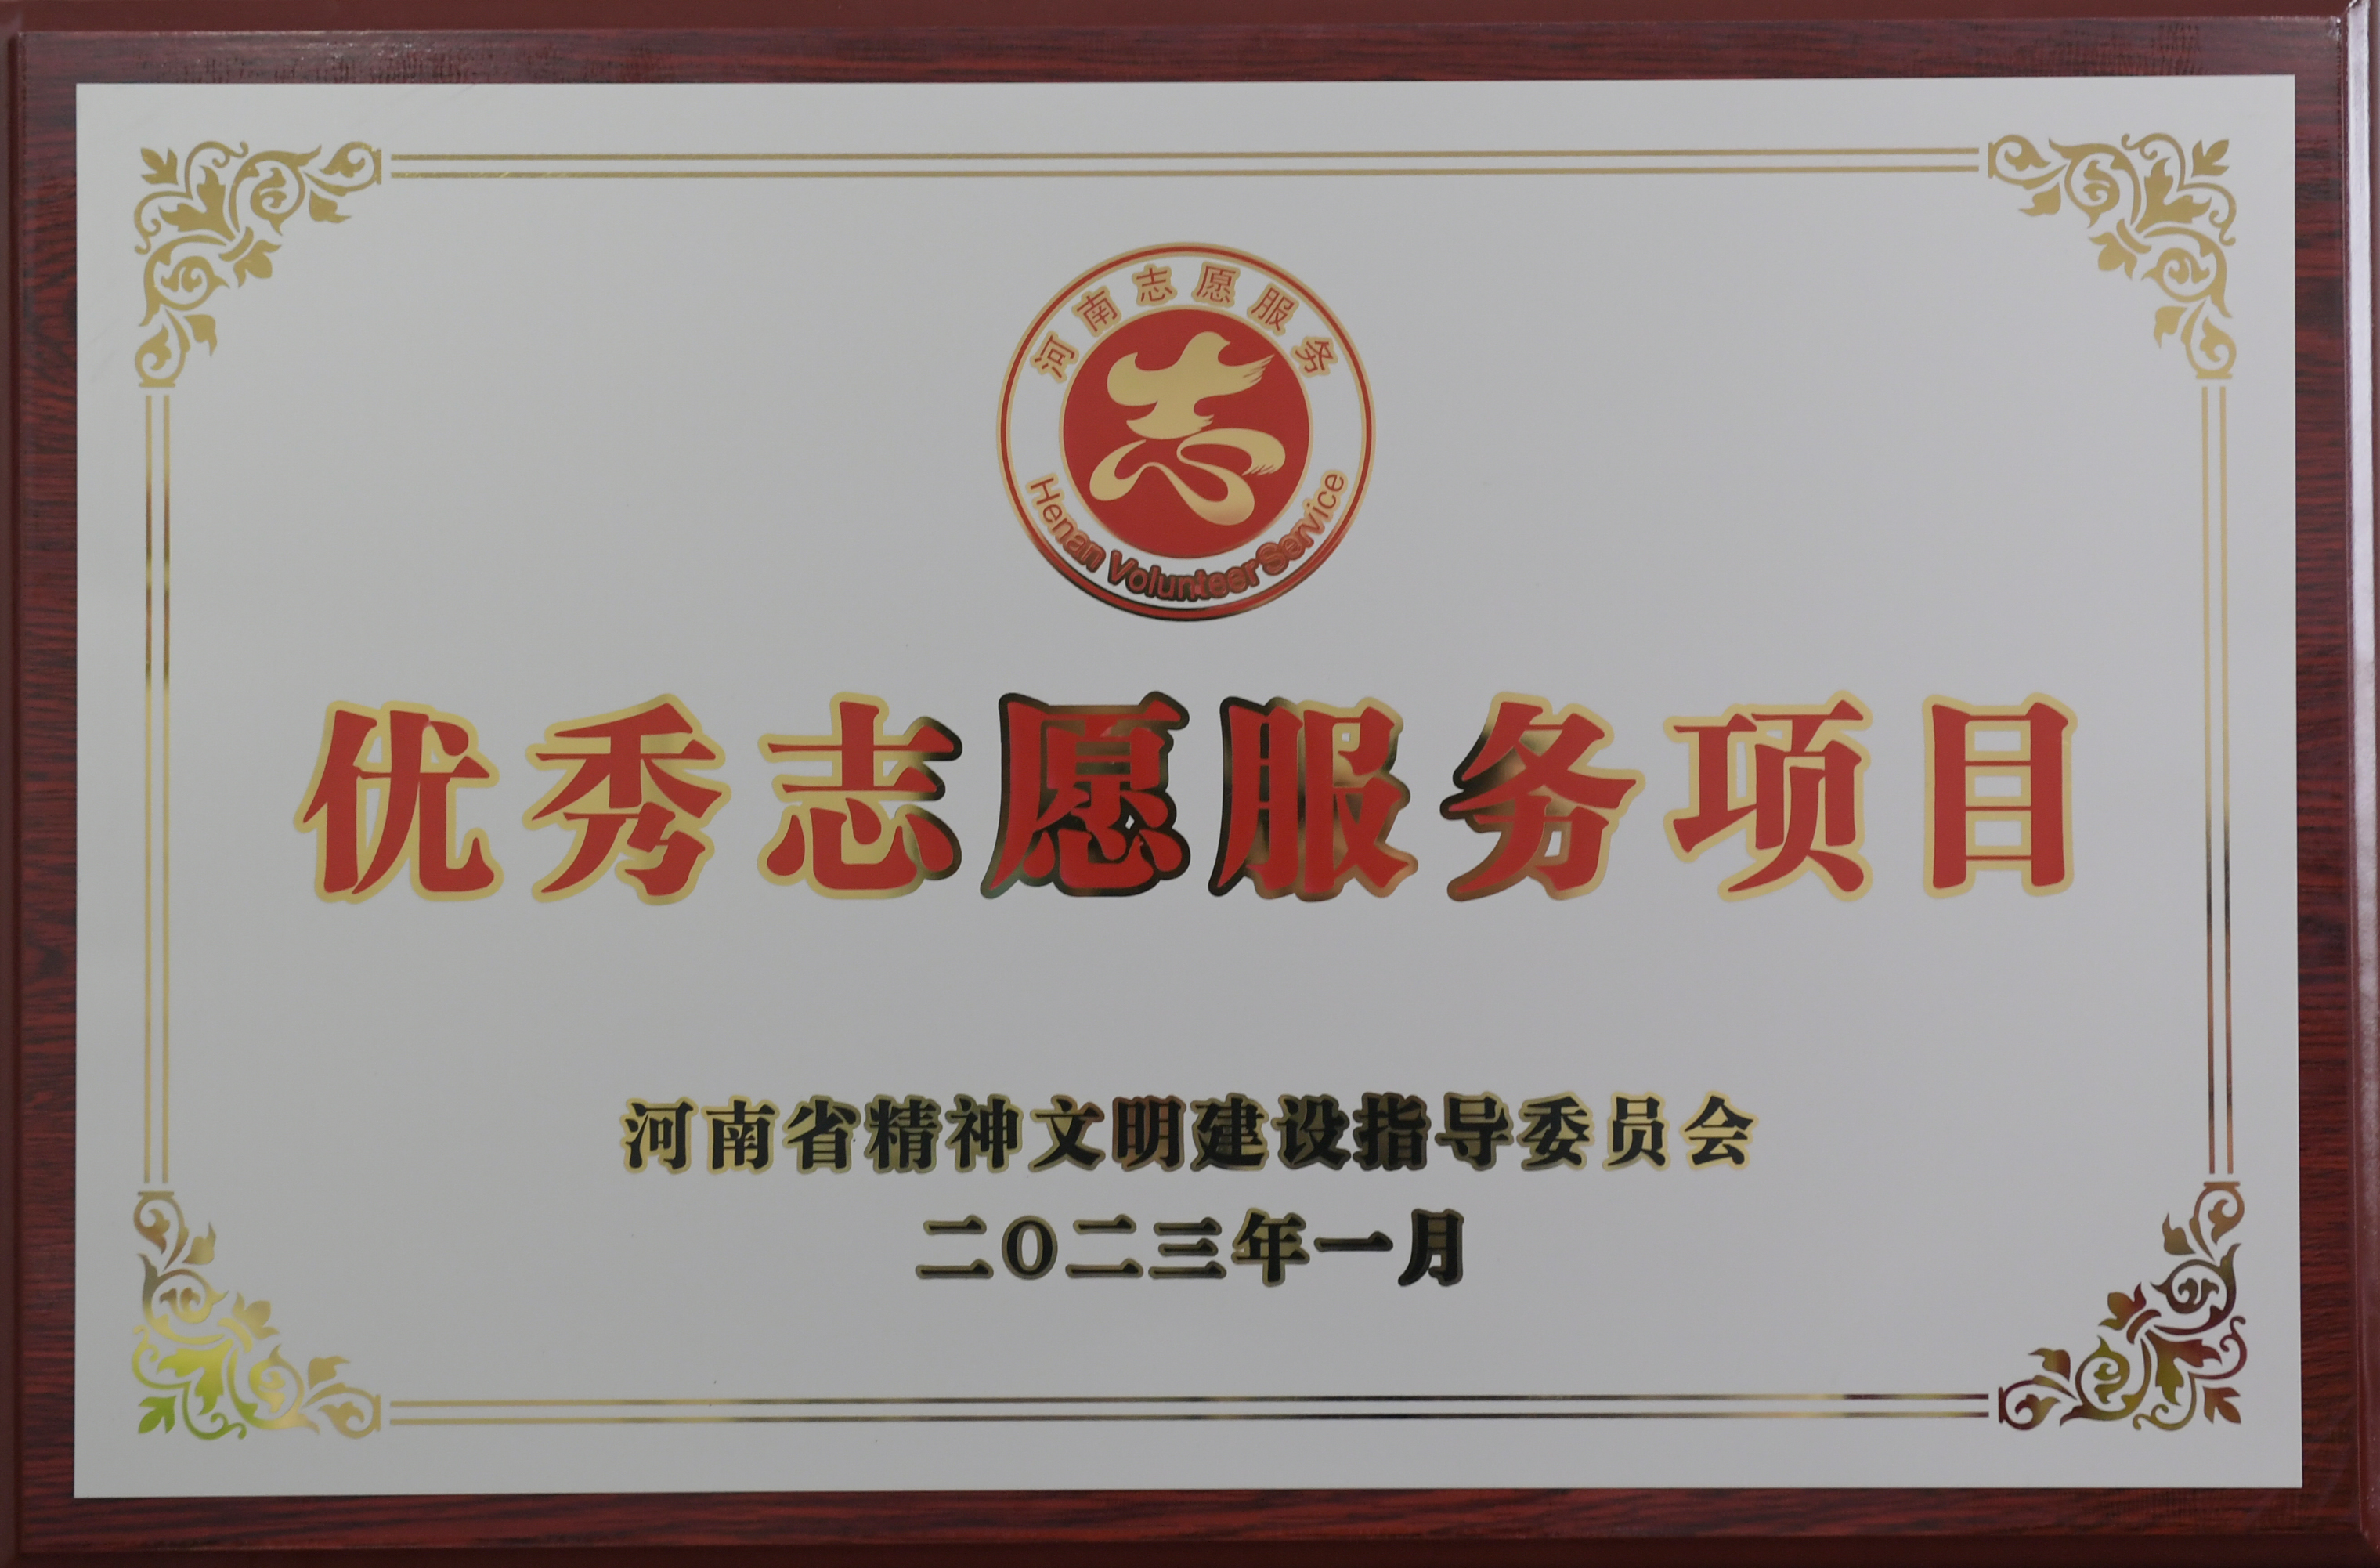 河南志愿服务
Henan Volunteer Service
优秀志愿服务项目
河南省精神文明建设指导委员会
二〇二三年一月